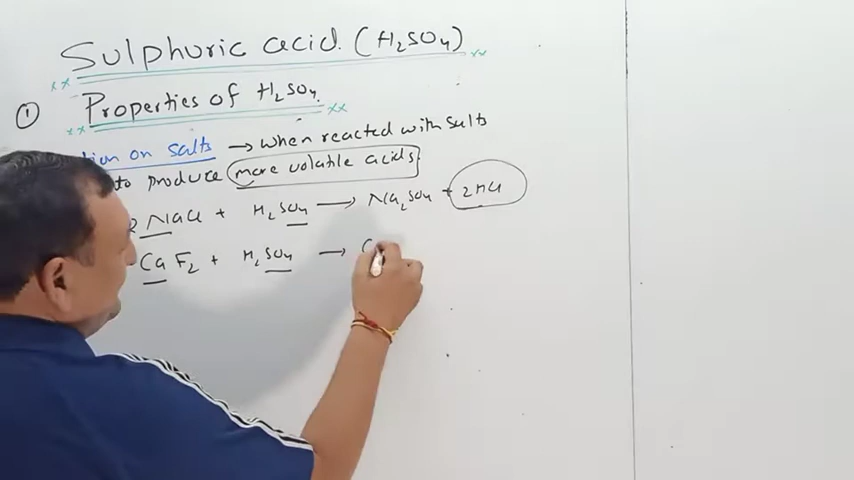 Sulphuric acid. (H₂SO₄)
① Properties of H₂SO₄.
on salts → when reacted with salts
to produce more volatile acids
2 NaCl + H₂SO₄ → Na₂SO₄ + 2HCl
CaF₂ + H₂SO₄ → C